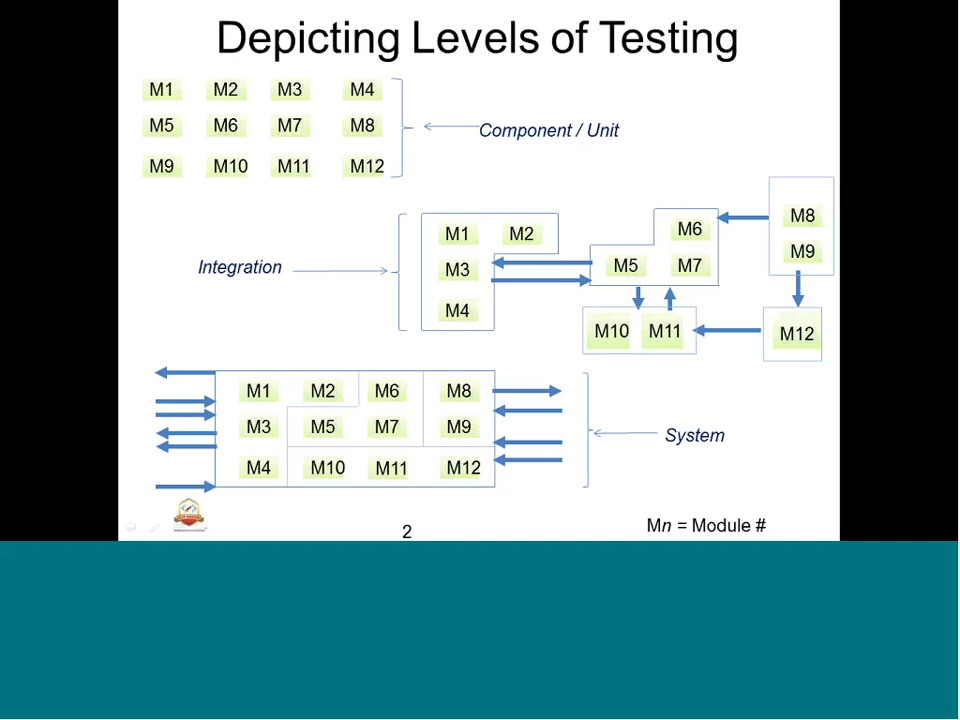 Depicting Levels of Testing
M1 M2 M3 M4
M5 M6 M7 M8
M9 M10 M11 M12
Component / Unit
Integration
M1 M2
M3
M4
M6
M5 M7
M10 M11
M8
M9
M12
M1 M2 M6 M8
M3 M5 M7 M9
M4 M10 M11 M12
System
2
Mn = Module #